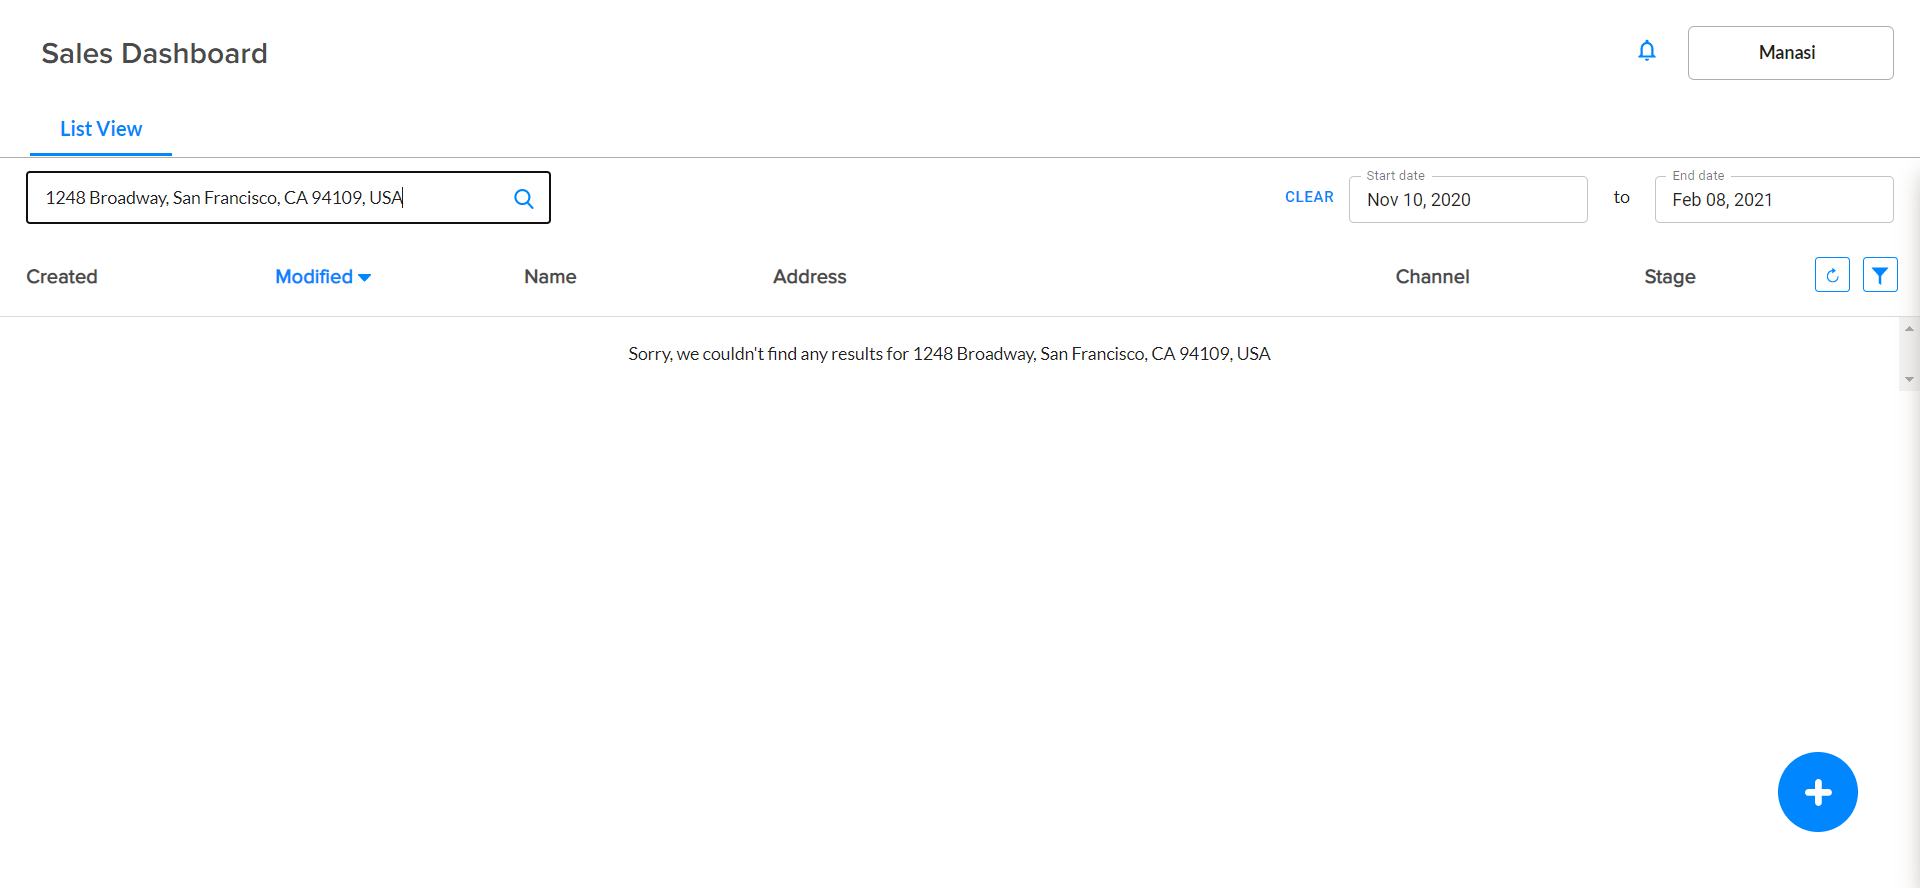 Sales Dashboard
Manasi
List View
1248 Broadway, San Francisco, CA 94109, USA
CLEAR
Start date
Nov 10, 2020
to
End date
Feb 08, 2021
Created
Modified
Name
Address
Channel
Stage
Sorry, we couldn't find any results for 1248 Broadway, San Francisco, CA 94109, USA